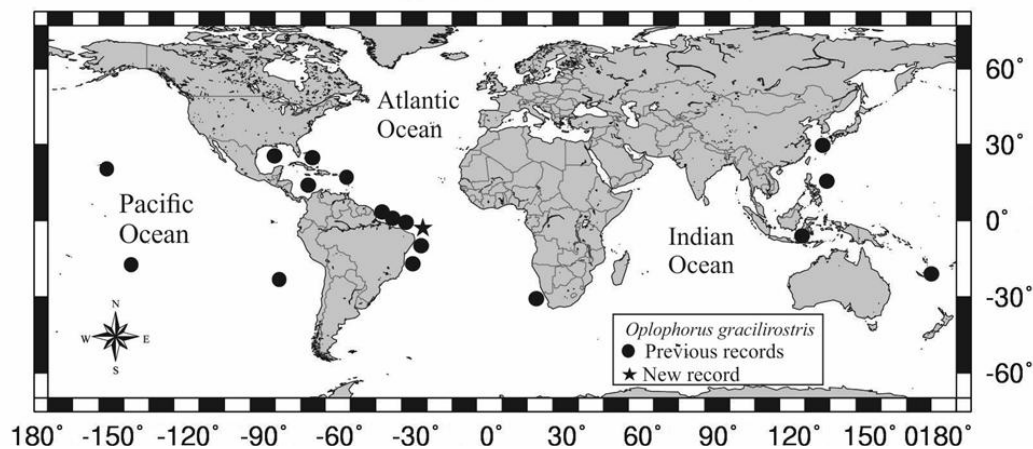 60°
30°
0°
-30°
-60°
Atlantic
Ocean
Pacific
Ocean
Indian
Ocean
N
W E
S
Oplophorus gracilirostris
Previous records
New record
180° -150° -120° -90° -60° -30° 0° 30° 60° 90° 120° 150° 0180°